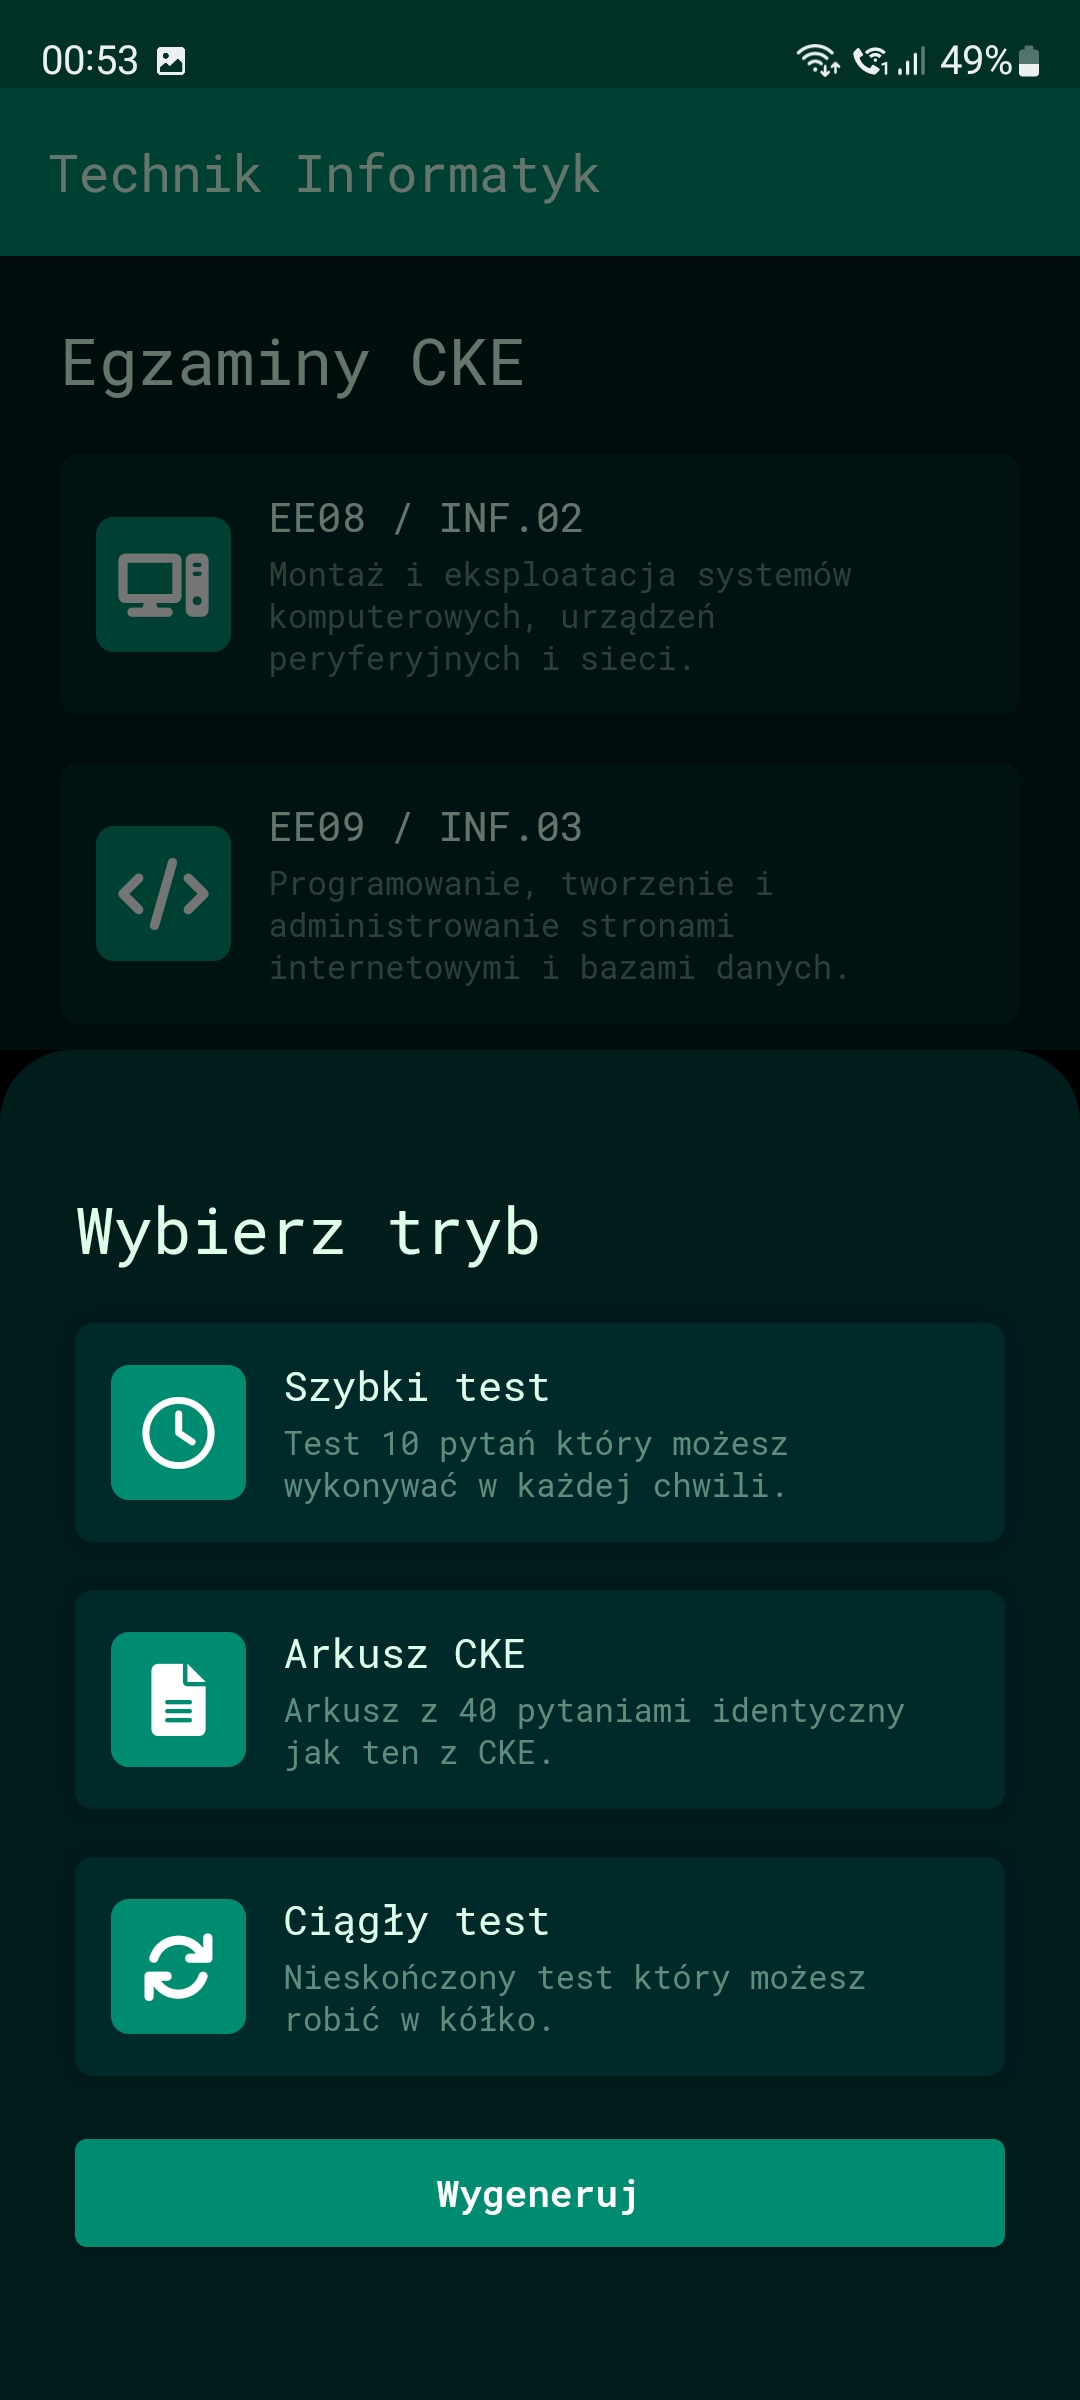 00:53
49%
Technik Informatyk
Egzaminy CKE
EE08 / INF.02
Montaż i eksploatacja systemów
komputerowych, urządzeń
peryferyjnych i sieci.
EE09 / INF.03
Programowanie, tworzenie i
administrowanie stronami
internetowymi i bazami danych.
Wybierz tryb
Szybki test
Test 10 pytań który możesz
wykonywać w każdej chwili.
Arkusz CKE
Arkusz z 40 pytaniami identyczny
jak ten z CKE.
Ciągły test
Nieskończony test który możesz
robić w kółko.
Wygeneruj